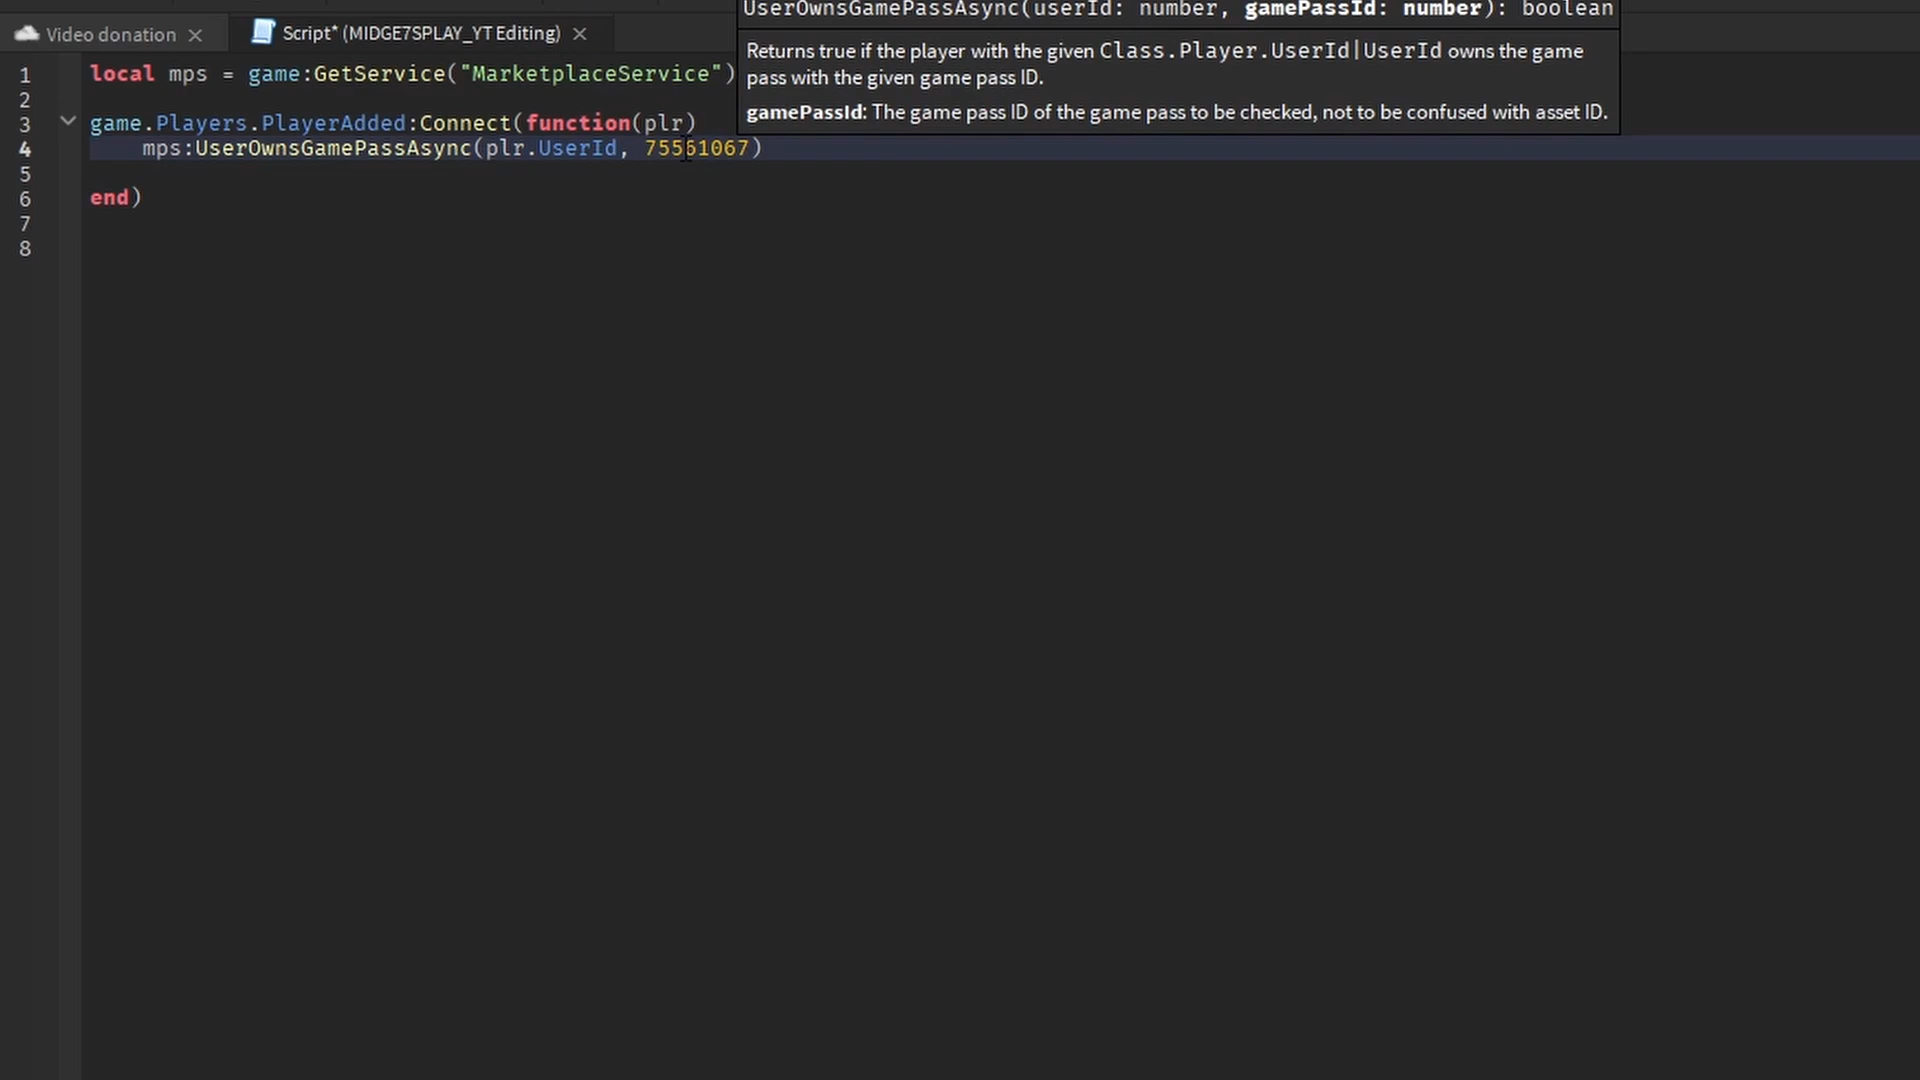 UserOwnsGamePassAsync(userId: number, gamePassId: number): boolean
Video donation
Script* (MIDGE7SPLAY_YT Editing)
Returns true if the player with the given Class.Player.UserId|UserId owns the game
pass with the given game pass ID.
gamePassId: The game pass ID of the game pass to be checked, not to be confused with asset ID.
1 local mps = game:GetService("MarketplaceService")
2
3 game.Players.PlayerAdded:Connect(function(plr)
4 mps:UserOwnsGamePassAsync(plr.UserId, 75561067)
5
6 end)
7
8